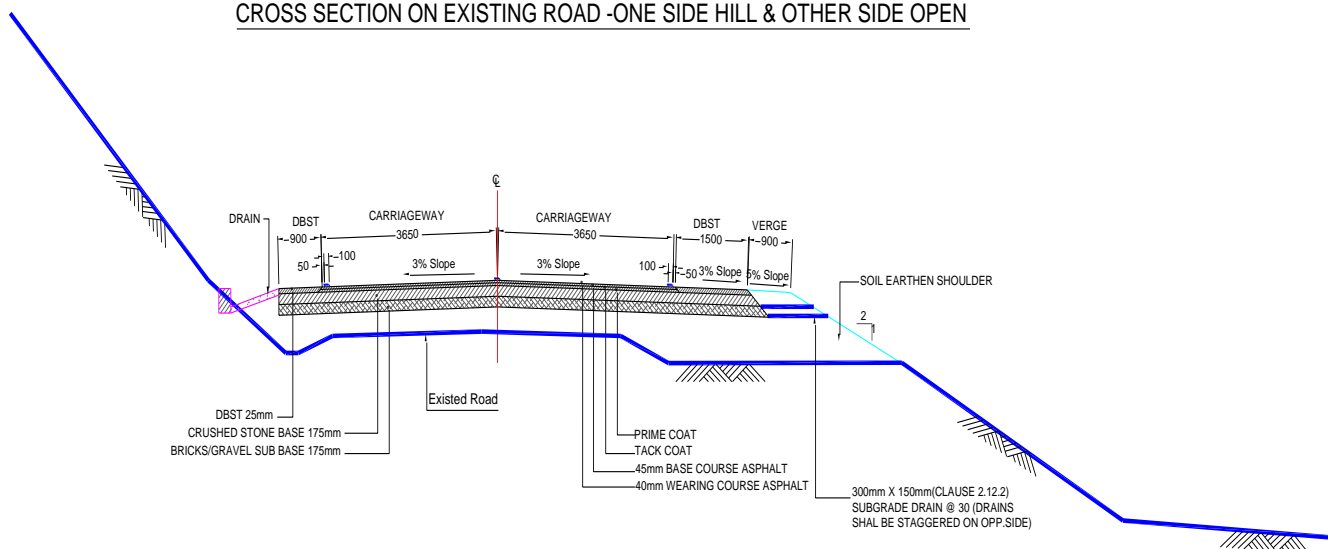 CROSS SECTION ON EXISTING ROAD -ONE SIDE HILL & OTHER SIDE OPEN
℄
DRAIN
DBST
CARRIAGEWAY
CARRIAGEWAY
DBST
VERGE
900
3650
3650
1500
900
100
50
3% Slope
3% Slope
100
50
3% Slope
5% Slope
SOIL EARTHEN SHOULDER
2
1
Existed Road
DBST 25mm
CRUSHED STONE BASE 175mm
BRICKS/GRAVEL SUB BASE 175mm
PRIME COAT
TACK COAT
45mm BASE COURSE ASPHALT
40mm WEARING COURSE ASPHALT
300mm X 150mm(CLAUSE 2.12.2)
SUBGRADE DRAIN @ 30 (DRAINS
SHAL BE STAGGERED ON OPP.SIDE)